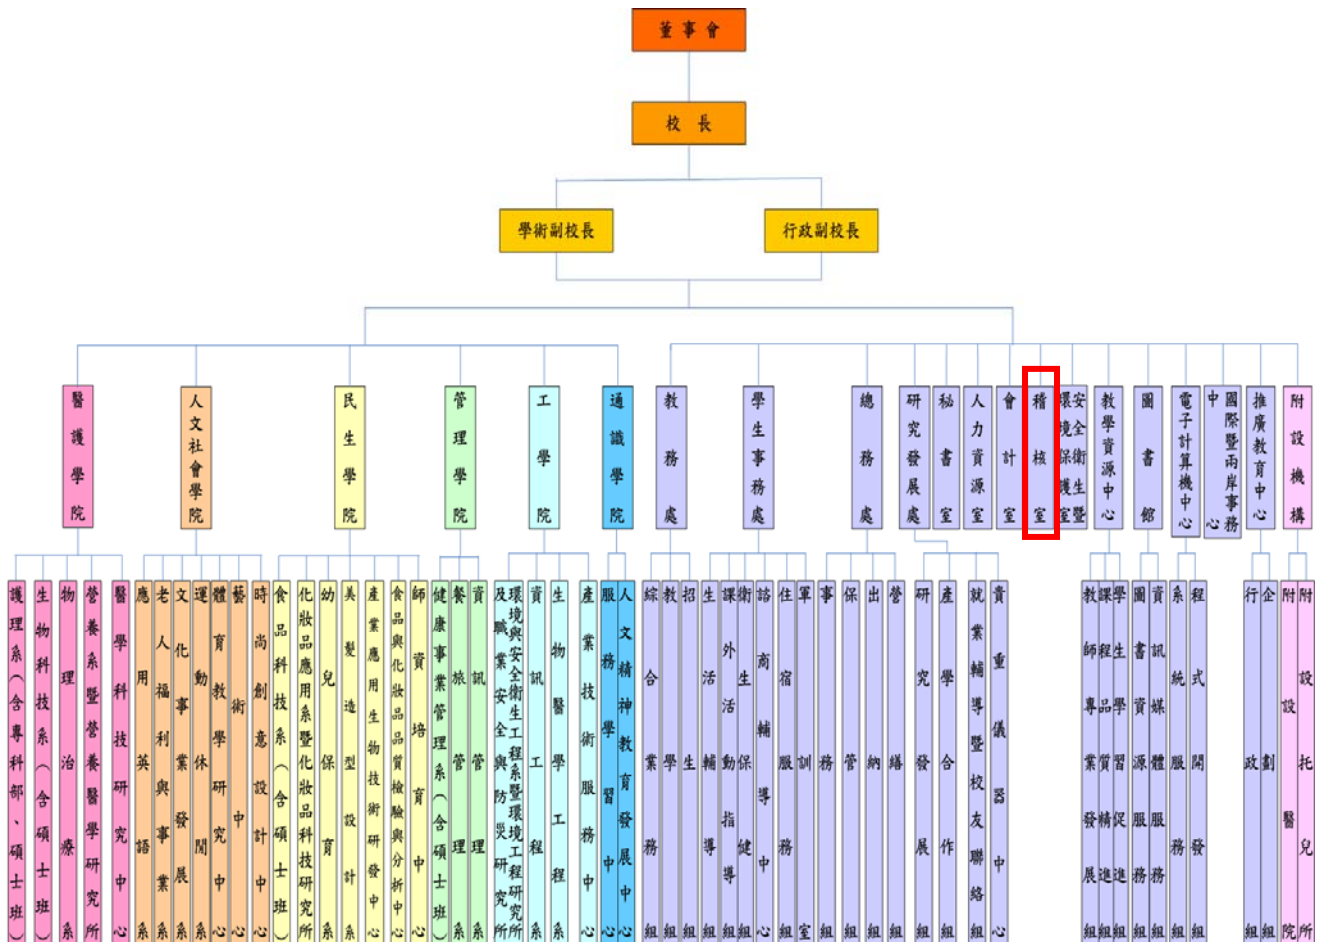 董事會
校長
學術副校長
行政副校長
醫護學院
人文社會學院
民生學院
管理學院
工學院
通識學院
教務處
學生事務處
總務處
研究發展處
秘書室
人力資源室
會計室
稽核室
安全衛生暨
環境保護室
教學資源中心
圖書館
電子計算機中心
國際暨兩岸事務
中心
推廣教育中心
附設機構
護理系(含專科部、碩士班)
生物科技系(含碩士班)
物理治療系
營養系暨營養醫學研究所
醫學科技研究中心
應用英語系
老人福利與事業系
文化事業發展系
運動休閒系
體育教學研究中心
藝術中心
時尚創意設計中心
食品科技系(含碩士班)
化妝品應用系暨化妝品科技研究所
幼兒保育系
美髮造型設計系
產業應用生物技術研發中心
食品與化妝品品質檢驗與分析中心
師資培育中心
健康事業管理系(含碩士班)
餐旅管理系
資訊管理系
環境與安全衛生工程系暨環境工程研究所
及職業安全與防災研究所
資訊工程系
生物醫學工程系
產業技術服務中心
服務學習中心
人文精神教育發展中心
綜合業務組
教學組
招生組
生活輔導組
課外活動指導組
衛生保健組
諮商輔導中心
住宿服務組
軍訓室
事務組
保管組
出納組
營繕組
研究發展組
產學合作組
就業輔導暨校友聯絡組
貴重儀器中心
教師專業發展組
課程品質精進組
學生學習促進組
圖書資源服務組
資訊媒體服務組
系統服務組
程式開發組
行政組
企劃組
附設醫院
附設托兒所